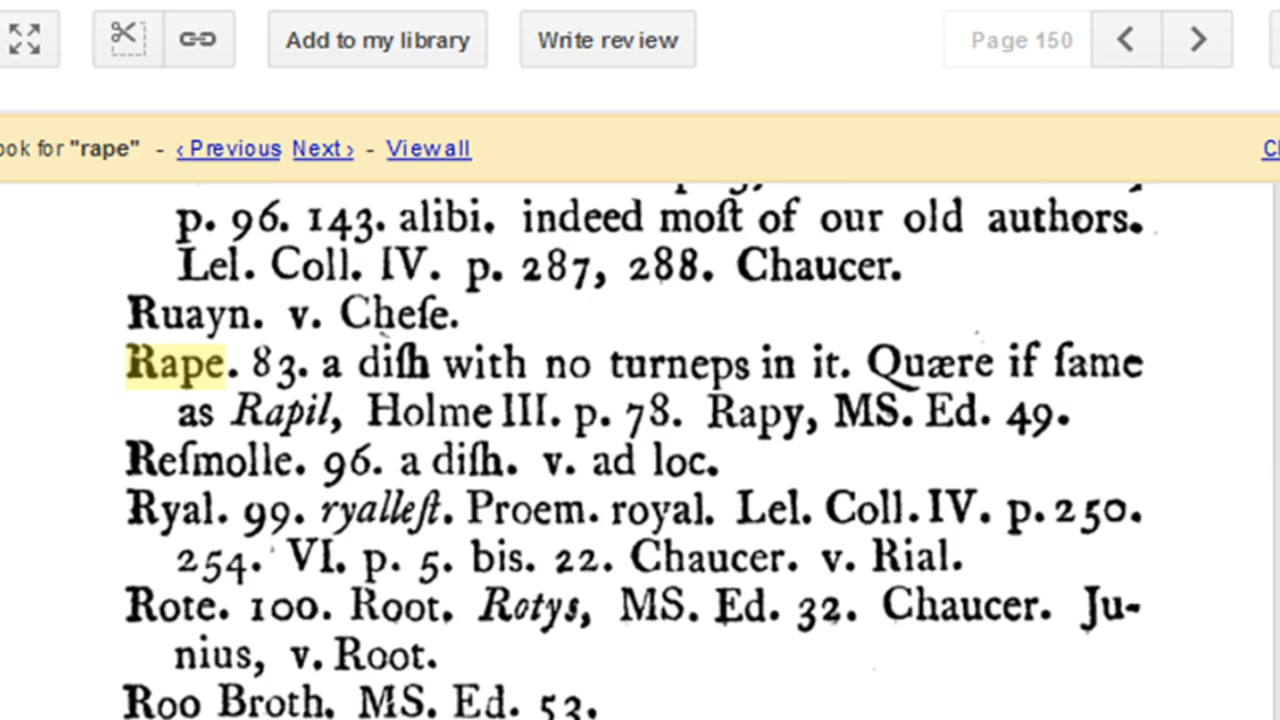 Add to my library
Write review
Page 150
ook for "rape" - ‹ Previous Next › - View all
p. 96. 143. alibi. indeed moſt of our old authors.
Lel. Coll. IV. p. 287, 288. Chaucer.
Ruayn. v. Cheſe.
Rape. 83. a diſh with no turneps in it. Quære if ſame
as Rapil, Holme III. p. 78. Rapy, MS. Ed. 49.
Reſmolle. 96. a diſh. v. ad loc.
Ryal. 99. ryalleſt. Proem. royal. Lel. Coll. IV. p. 250.
254. VI. p. 5. bis. 22. Chaucer. v. Rial.
Rote. 100. Root. Rotys, MS. Ed. 32. Chaucer. Ju-
nius, v. Root.
Roo Broth. MS. Ed. 53.